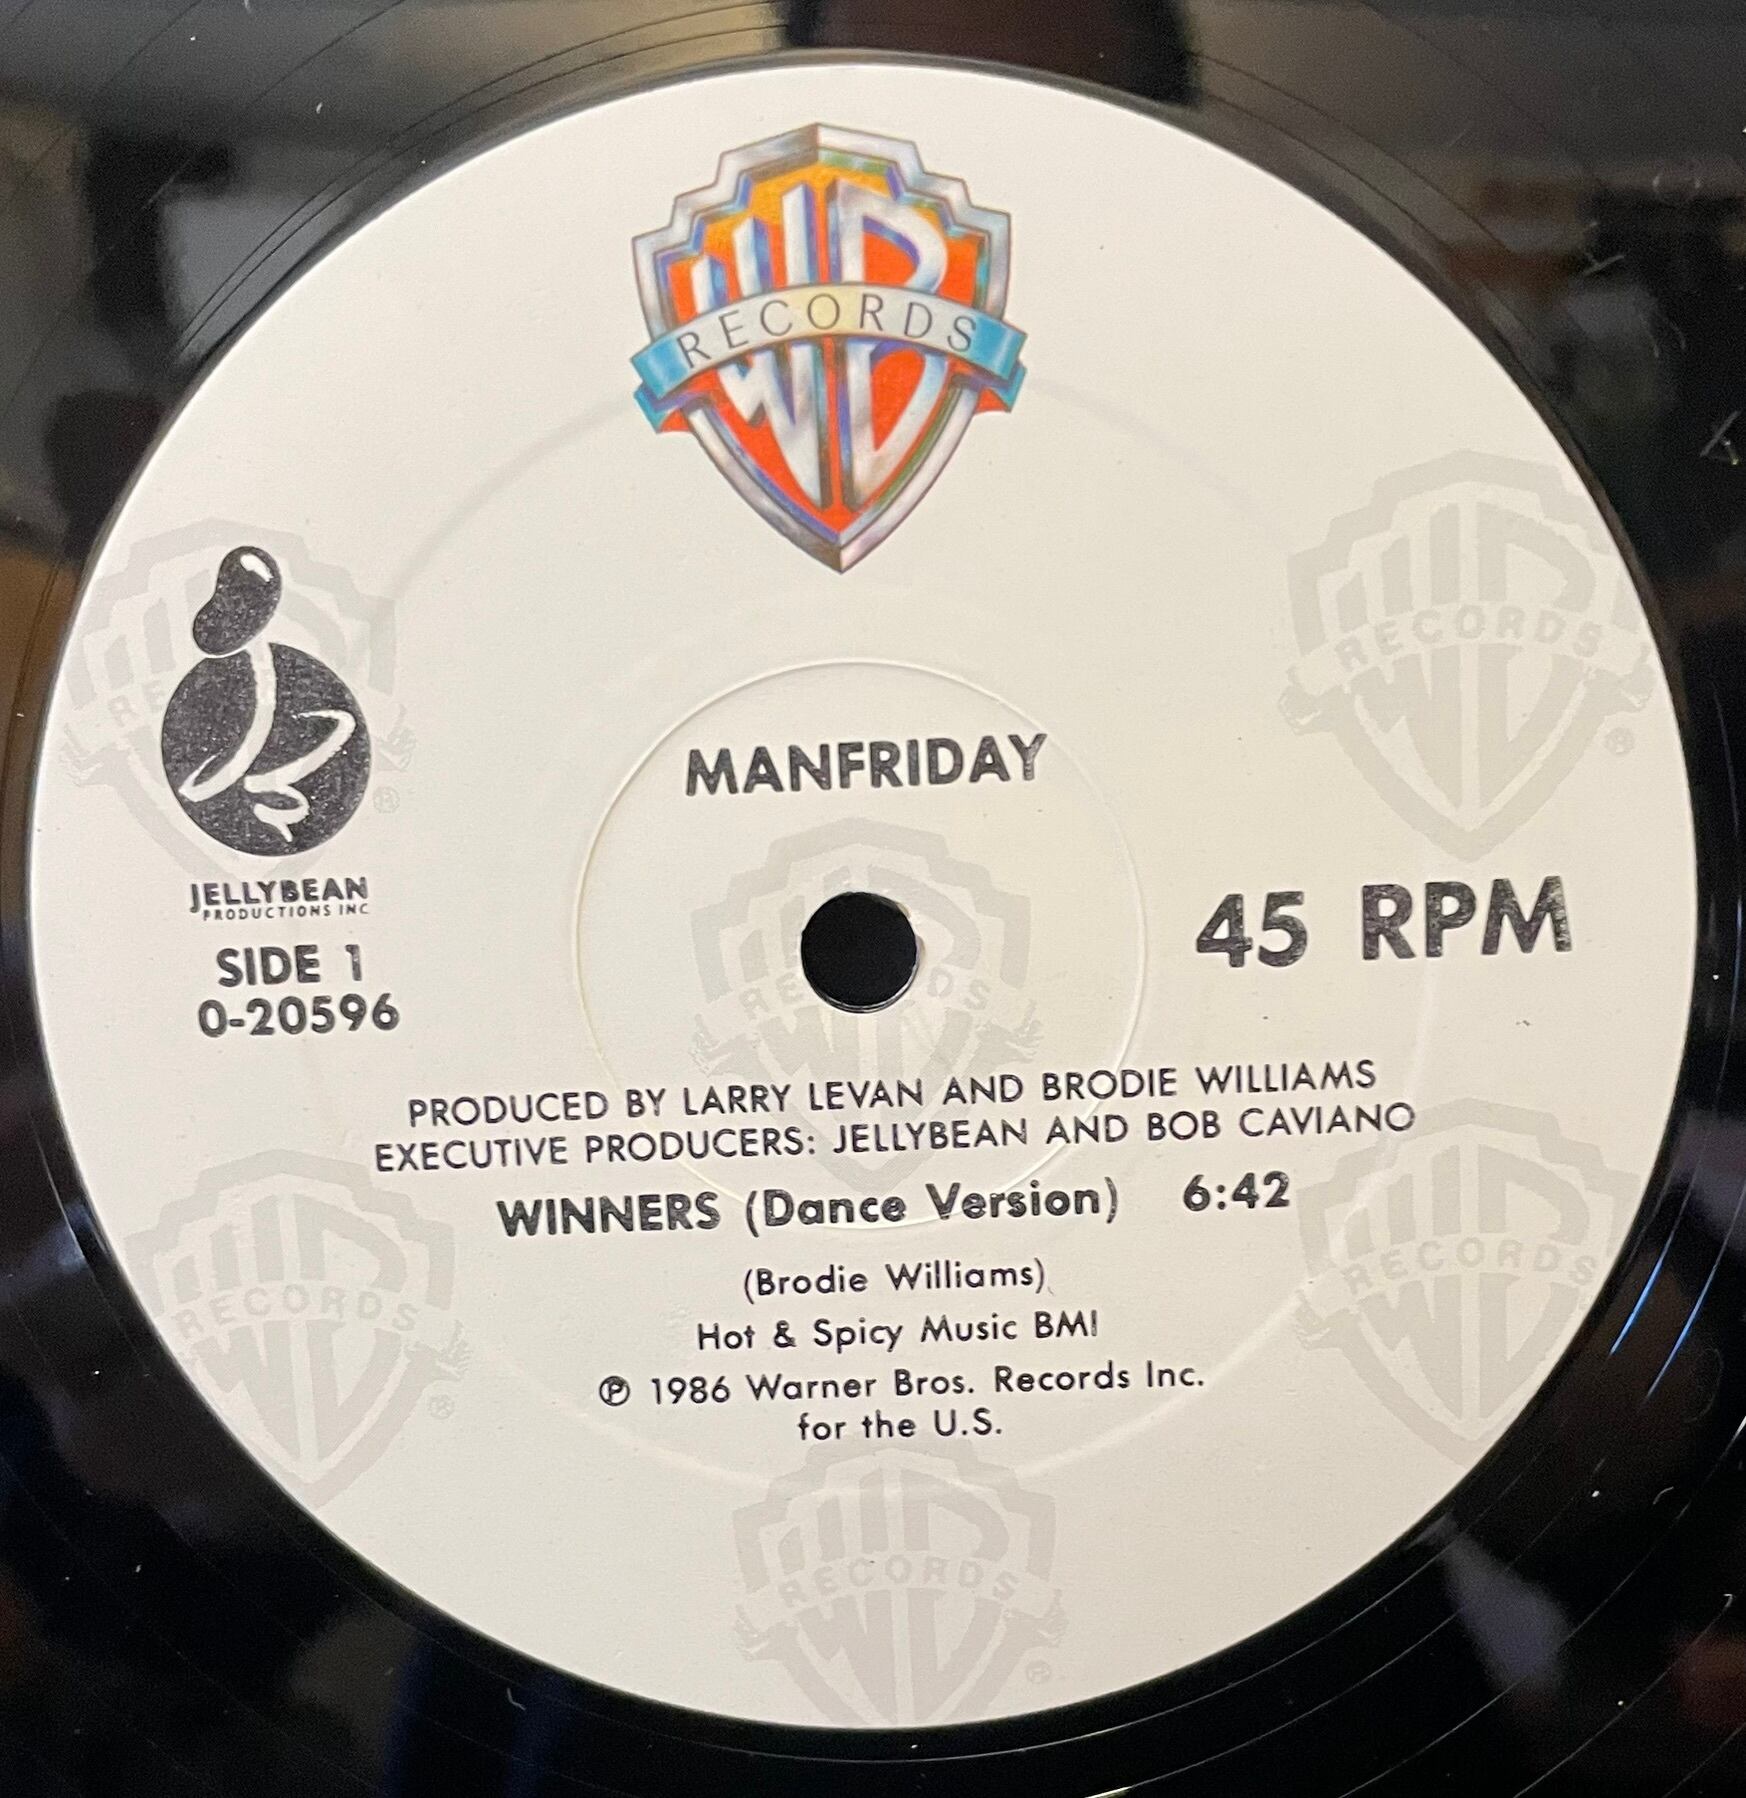 WB
RECORDS
MANFRIDAY
JELLYBEAN
PRODUCTIONS INC
SIDE 1
0-20596
45 RPM
PRODUCED BY LARRY LEVAN AND BRODIE WILLIAMS
EXECUTIVE PRODUCERS: JELLYBEAN AND BOB CAVIANO
WINNERS (Dance Version) 6:42
(Brodie Williams)
Hot & Spicy Music BMI
℗ 1986 Warner Bros. Records Inc.
for the U.S.